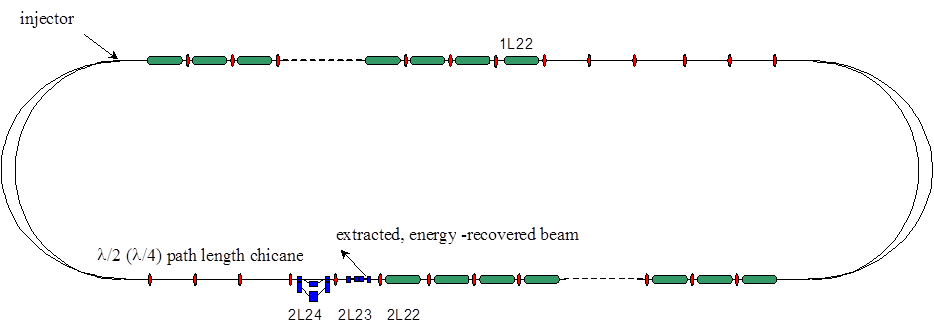 injector
1L22
extracted, energy -recovered beam
λ/2 (λ/4) path length chicane
2L24 2L23 2L22